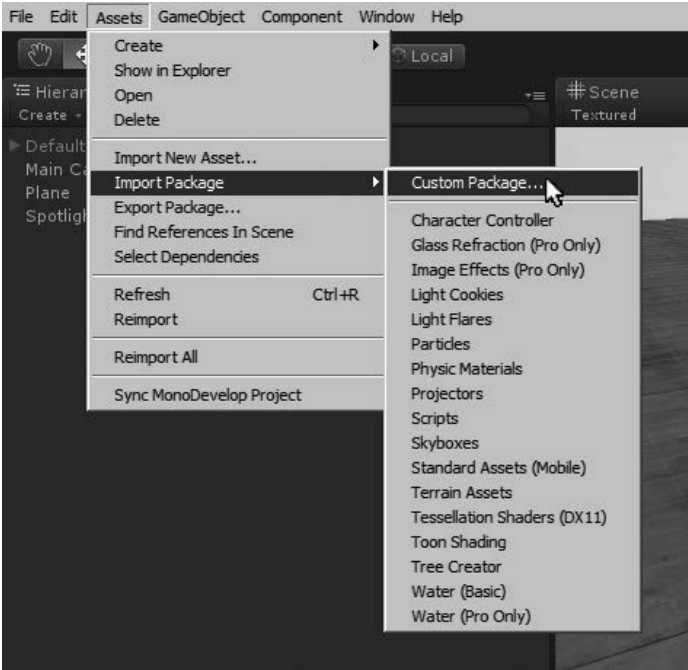 File Edit Assets GameObject Component Window Help
Local
Hierar
Create
Default
Main Ca
Plane
Spotligh
Create
Show in Explorer
Open
Delete
Import New Asset...
Import Package
Export Package...
Find References In Scene
Select Dependencies
Refresh Ctrl+R
Reimport
Reimport All
Sync MonoDevelop Project
Custom Package...
Character Controller
Glass Refraction (Pro Only)
Image Effects (Pro Only)
Light Cookies
Light Flares
Particles
Physic Materials
Projectors
Scripts
Skyboxes
Standard Assets (Mobile)
Terrain Assets
Tessellation Shaders (DX11)
Toon Shading
Tree Creator
Water (Basic)
Water (Pro Only)
#Scene
Textured